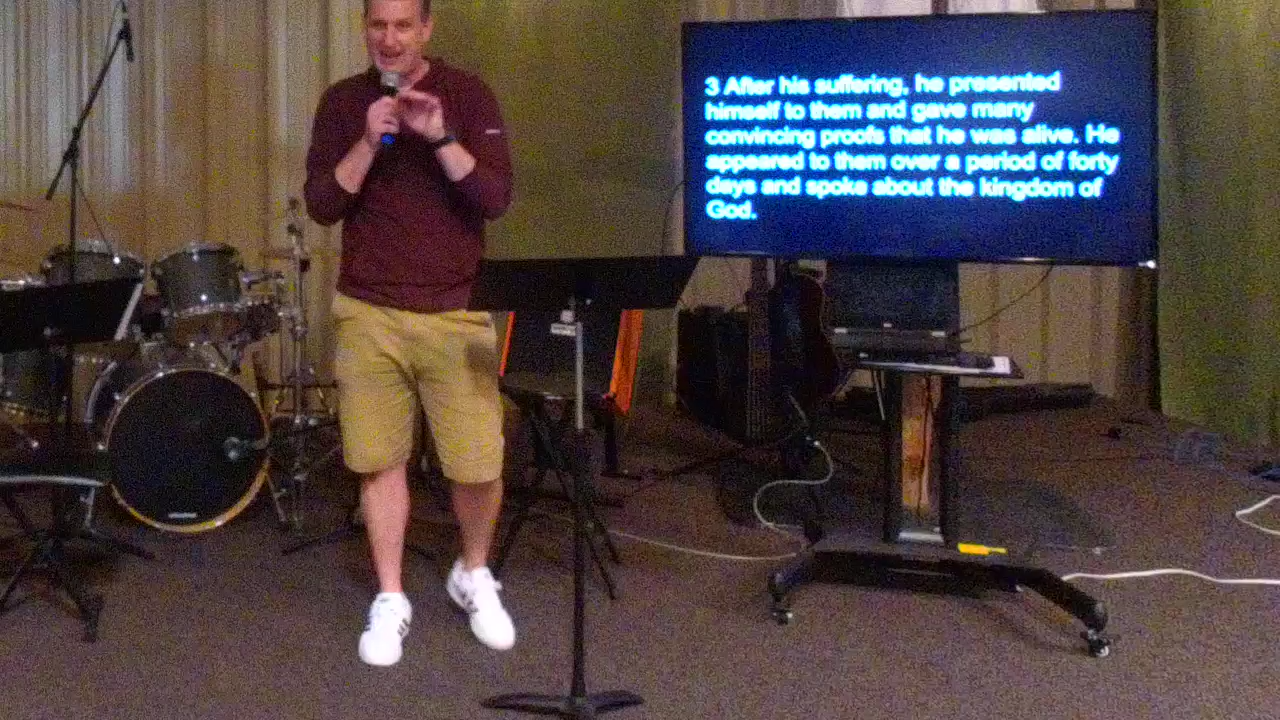 3 After his suffering, he presented
himself to them and gave many
convincing proofs that he was alive. He
appeared to them over a period of forty
days and spoke about the kingdom of
God.